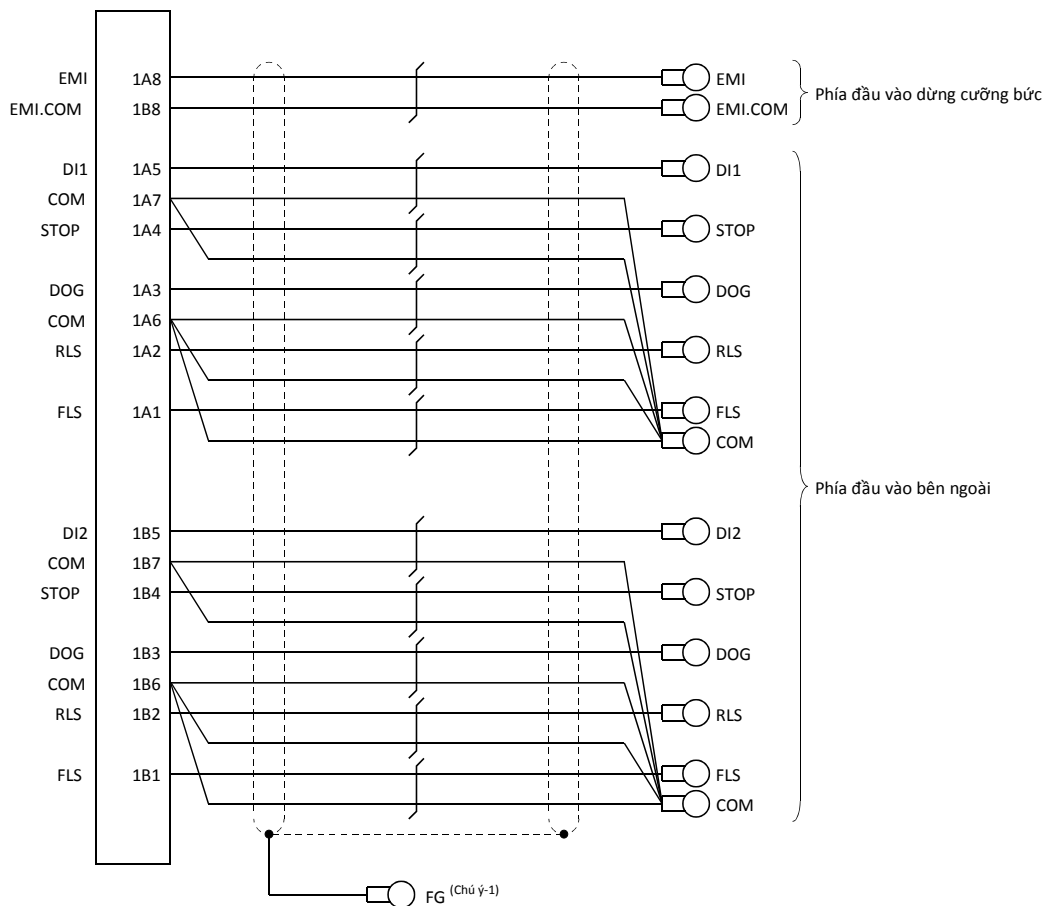 EMI 1A8 EMI
EMI.COM 1B8 EMI.COM
Phía đầu vào dừng cưỡng bức
DI1 1A5 DI1
COM 1A7
STOP 1A4 STOP
DOG 1A3 DOG
COM 1A6
RLS 1A2 RLS
FLS 1A1 FLS
COM
Phía đầu vào bên ngoài
DI2 1B5 DI2
COM 1B7
STOP 1B4 STOP
DOG 1B3 DOG
COM 1B6
RLS 1B2 RLS
FLS 1B1 FLS
COM
FG (Chú ý-1)